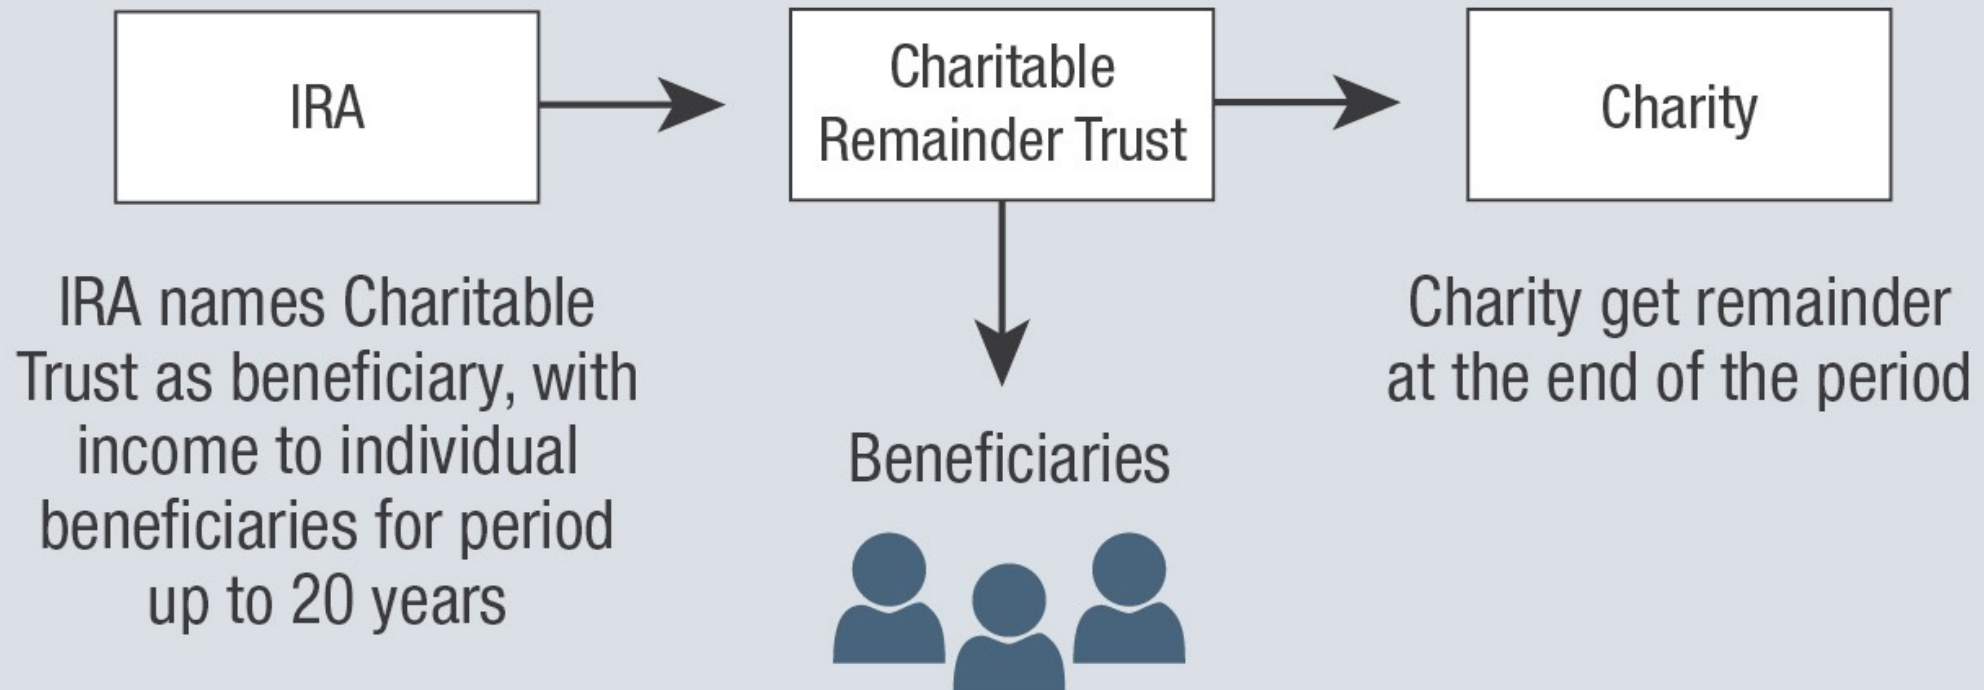 IRA
Charitable
Remainder Trust
Charity
IRA names Charitable
Trust as beneficiary, with
income to individual
beneficiaries for period
up to 20 years
Beneficiaries
Charity get remainder
at the end of the period